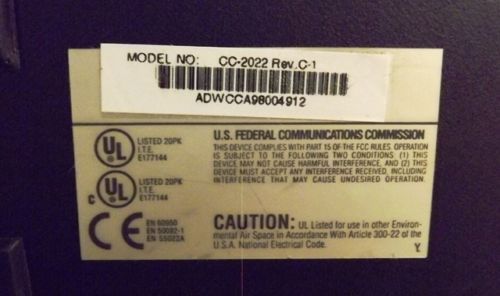 MODEL NO: CC-2022 Rev.C-1
ADWCCA98004912
UL LISTED 20PK
I.T.E.
E177144
C UL LISTED 20PK
I.T.E.
E177144
CE EN 60950
EN 50082-1
EN 55022A
U.S. FEDERAL COMMUNICATIONS COMMISSION
THIS DEVICE COMPLIES WITH PART 15 OF THE FCC RULES. OPERATION
IS SUBJECT TO THE FOLLOWING TWO CONDITIONS (1) THIS
DEVICE MAY NOT CAUSE HARMFUL INTERFERENCE, AND (2) THIS
DEVICE MUST ACCEPT ANY INTERFERENCE RECEIVED, INCLUDING
INTERFERENCE THAT MAY CAUSE UNDESIRED OPERATION.
CAUTION: UL Listed for use in other Environ-
mental Air Space in Accordance With Article 300-22 of the
U.S.A. National Electrical Code.
Y.